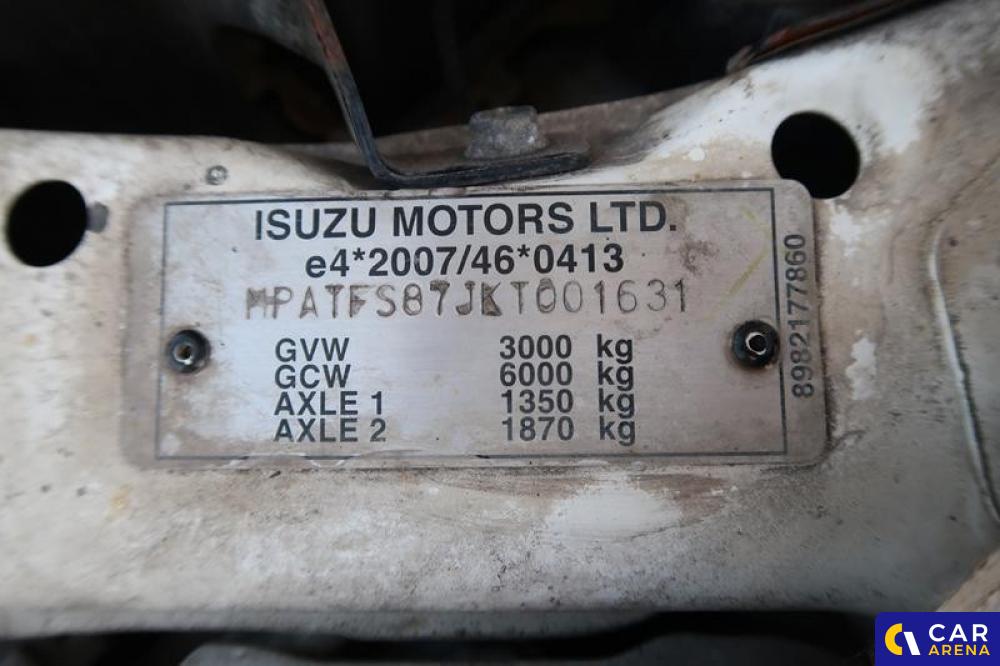 ISUZU MOTORS LTD.
e4*2007/46*0413
MPATFS87JKT001631
GVW 3000 kg
GCW 6000 kg
AXLE 1 1350 kg
AXLE 2 1870 kg
8982177860
CAR
ARENA